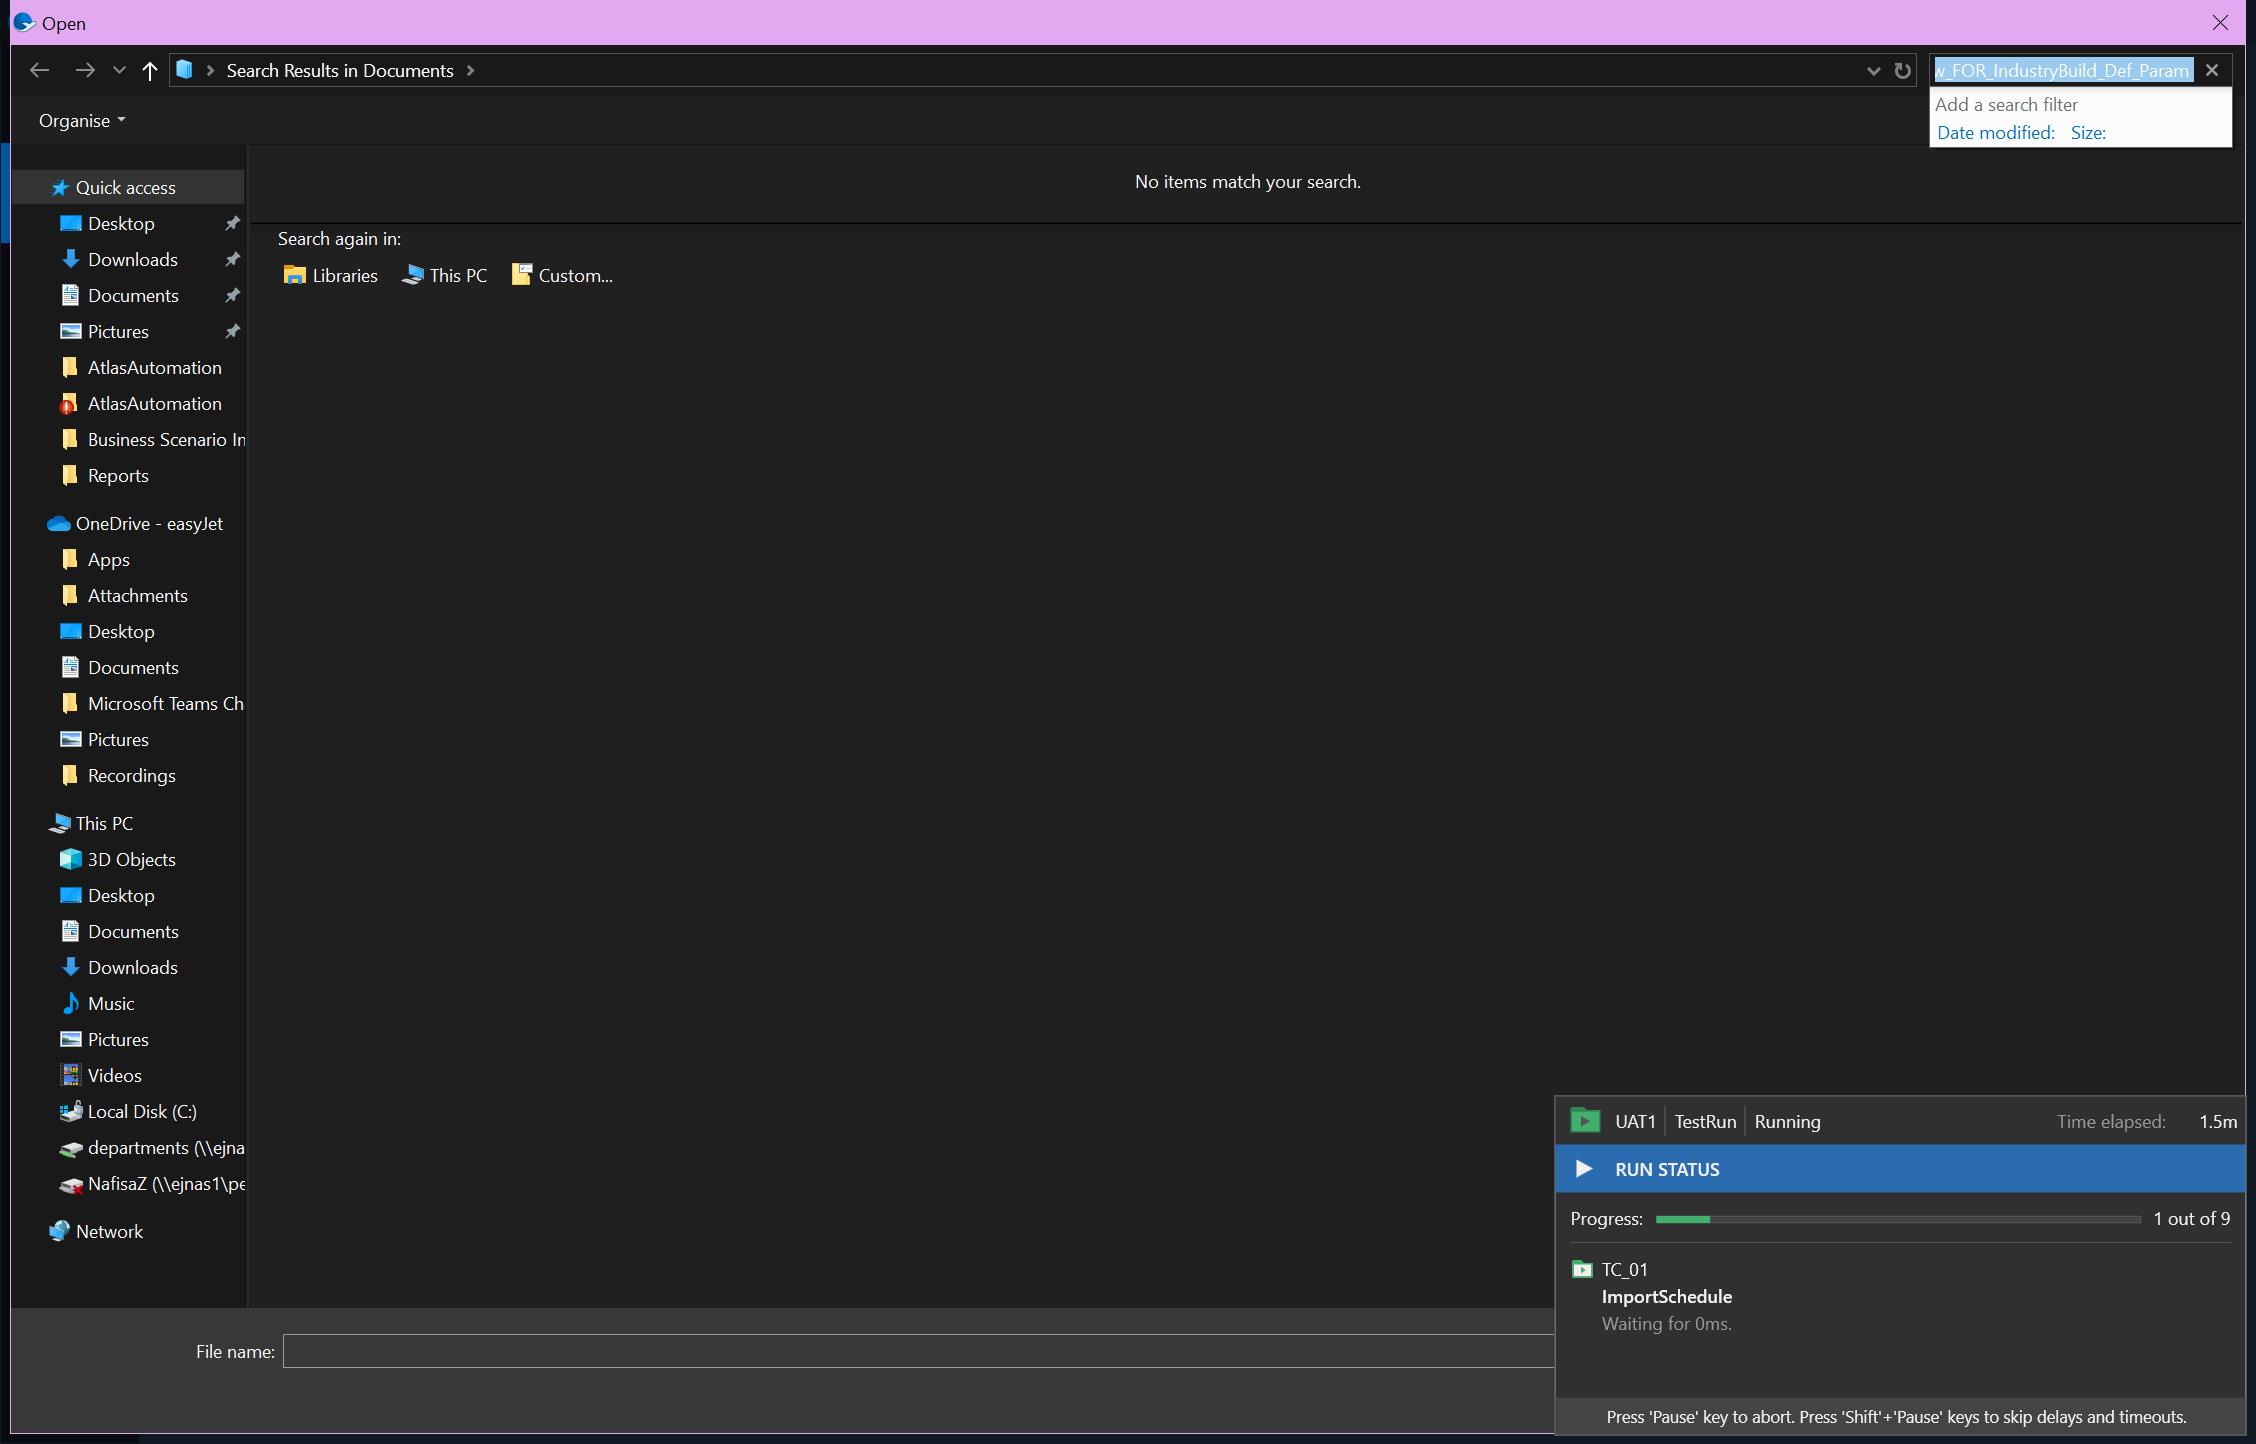 Open
Search Results in Documents
w_FOR_IndustryBuild_Def_Param
Add a search filter
Date modified: Size:
Organise
No items match your search.
Search again in:
Libraries This PC Custom...
Quick access
Desktop
Downloads
Documents
Pictures
AtlasAutomation
AtlasAutomation
Business Scenario In
Reports
OneDrive - easyJet
Apps
Attachments
Desktop
Documents
Microsoft Teams Ch
Pictures
Recordings
This PC
3D Objects
Desktop
Documents
Downloads
Music
Pictures
Videos
Local Disk (C:)
departments (\\ejna
NafisaZ (\\ejnas1\pe
Network
File name:
UAT1 TestRun Running Time elapsed: 1.5m
RUN STATUS
Progress: 1 out of 9
TC_01
ImportSchedule
Waiting for 0ms.
Press 'Pause' key to abort. Press 'Shift'+'Pause' keys to skip delays and timeouts.